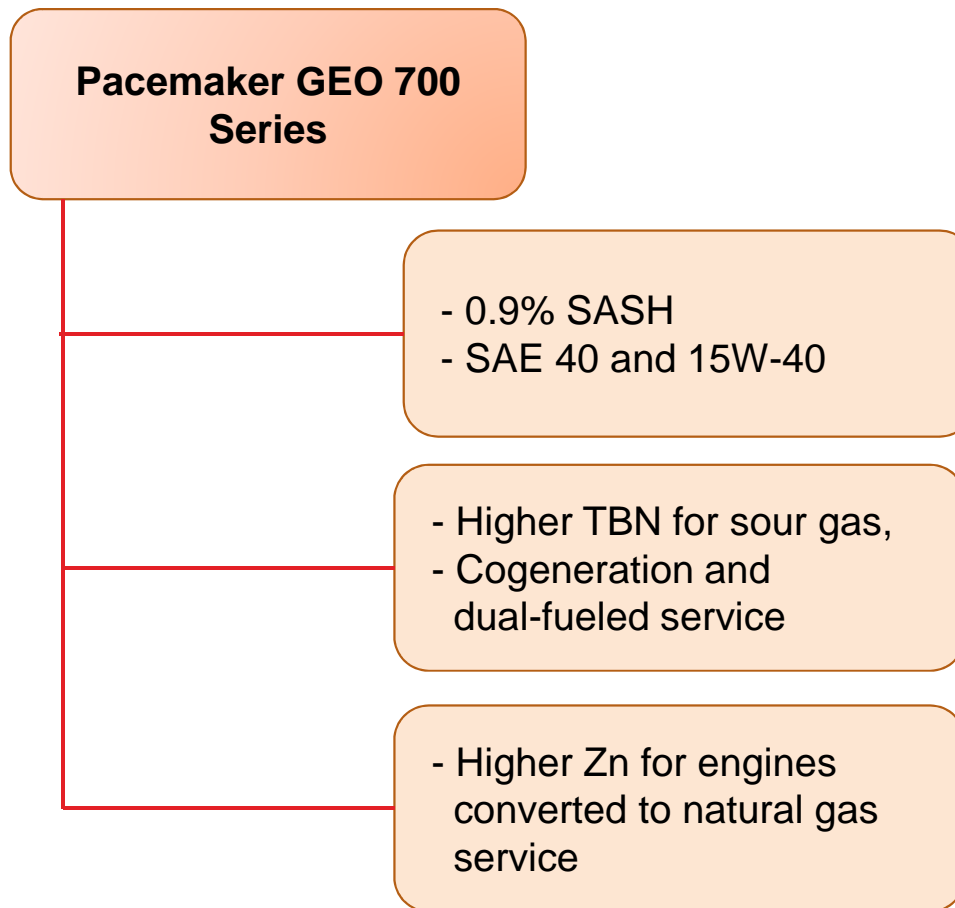 Pacemaker GEO 700
Series
- 0.9% SASH
- SAE 40 and 15W-40
- Higher TBN for sour gas,
- Cogeneration and
dual-fueled service
- Higher Zn for engines
converted to natural gas
service